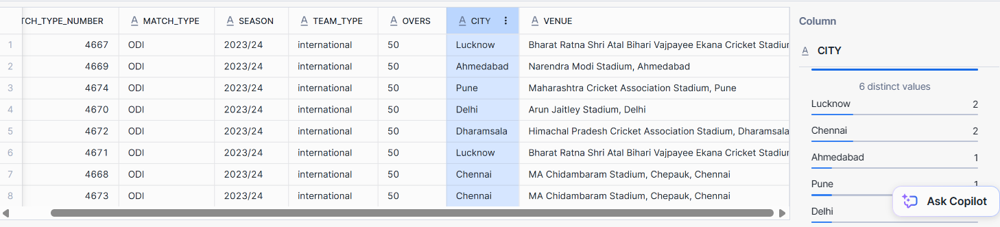 TCH_TYPE_NUMBER A MATCH_TYPE A SEASON A TEAM_TYPE A OVERS A CITY A VENUE
1 4667 ODI 2023/24 international 50 Lucknow Bharat Ratna Shri Atal Bihari Vajpayee Ekana Cricket Stadiu
2 4669 ODI 2023/24 international 50 Ahmedabad Narendra Modi Stadium, Ahmedabad
3 4674 ODI 2023/24 international 50 Pune Maharashtra Cricket Association Stadium, Pune
4 4670 ODI 2023/24 international 50 Delhi Arun Jaitley Stadium, Delhi
5 4672 ODI 2023/24 international 50 Dharamsala Himachal Pradesh Cricket Association Stadium, Dharamsala
6 4671 ODI 2023/24 international 50 Lucknow Bharat Ratna Shri Atal Bihari Vajpayee Ekana Cricket Stadiu
7 4668 ODI 2023/24 international 50 Chennai MA Chidambaram Stadium, Chepauk, Chennai
8 4673 ODI 2023/24 international 50 Chennai MA Chidambaram Stadium, Chepauk, Chennai
Column
A CITY
6 distinct values
Lucknow 2
Chennai 2
Ahmedabad 1
Pune 1
Delhi
Ask Copilot